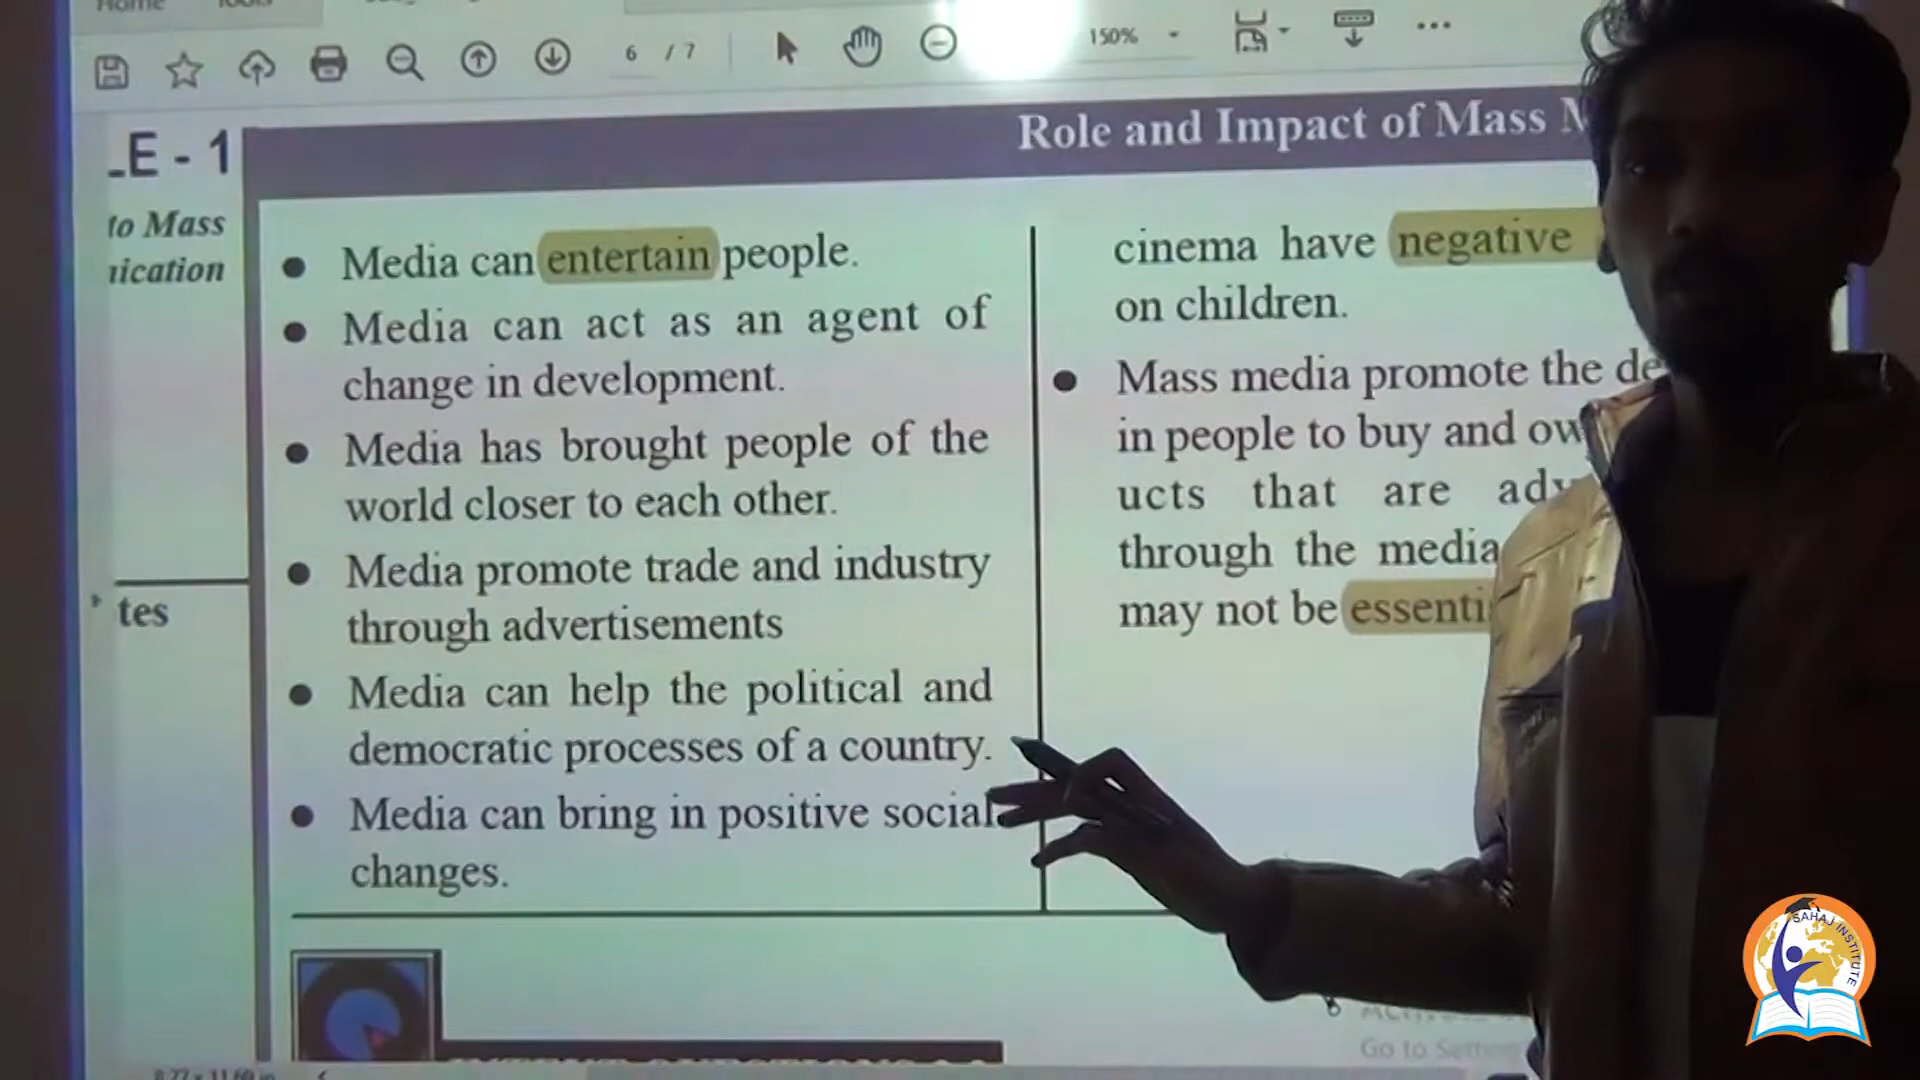 6 / 7
150%
Role and Impact of Mass
E - 1
to Mass
tes
Media can entertain people.
Media can act as an agent of
change in development.
Media has brought people of the
world closer to each other.
Media promote trade and industry
through advertisements
Media can help the political and
democratic processes of a country.
Media can bring in positive social
changes.
cinema have negative
on children.
Mass media promote the
in people to buy and
ucts that are
through the media
may not be
Go to
SAHAJ INSTITUTE